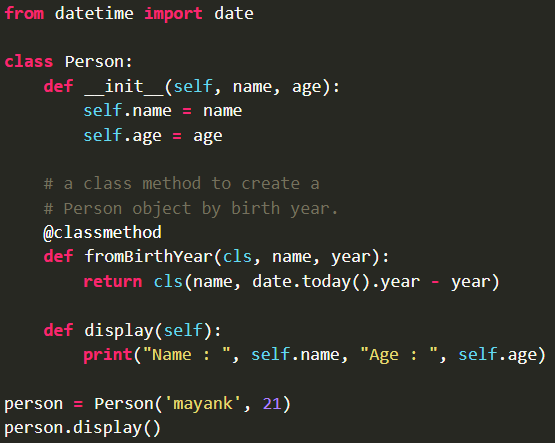 from datetime import date
class Person:
    def __init__(self, name, age):
        self.name = name
        self.age = age
    # a class method to create a
    # Person object by birth year.
    @classmethod
    def fromBirthYear(cls, name, year):
        return cls(name, date.today().year - year)
    def display(self):
        print("Name : ", self.name, "Age : ", self.age)
person = Person('mayank', 21)
person.display()